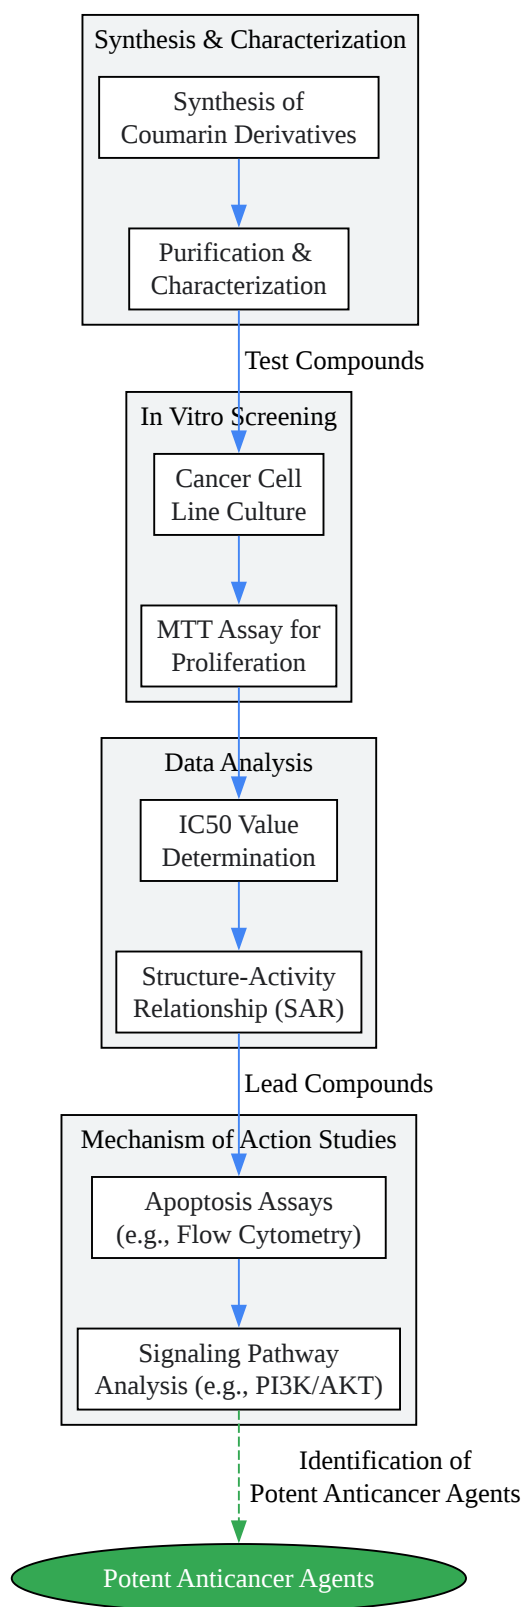 Synthesis & Characterization
Synthesis of
Coumarin Derivatives
Purification &
Characterization
Test Compounds
In Vitro Screening
Cancer Cell
Line Culture
MTT Assay for
Proliferation
Data Analysis
IC50 Value
Determination
Structure-Activity
Relationship (SAR)
Lead Compounds
Mechanism of Action Studies
Apoptosis Assays
(e.g., Flow Cytometry)
Signaling Pathway
Analysis (e.g., PI3K/AKT)
Identification of
Potent Anticancer Agents
Potent Anticancer Agents